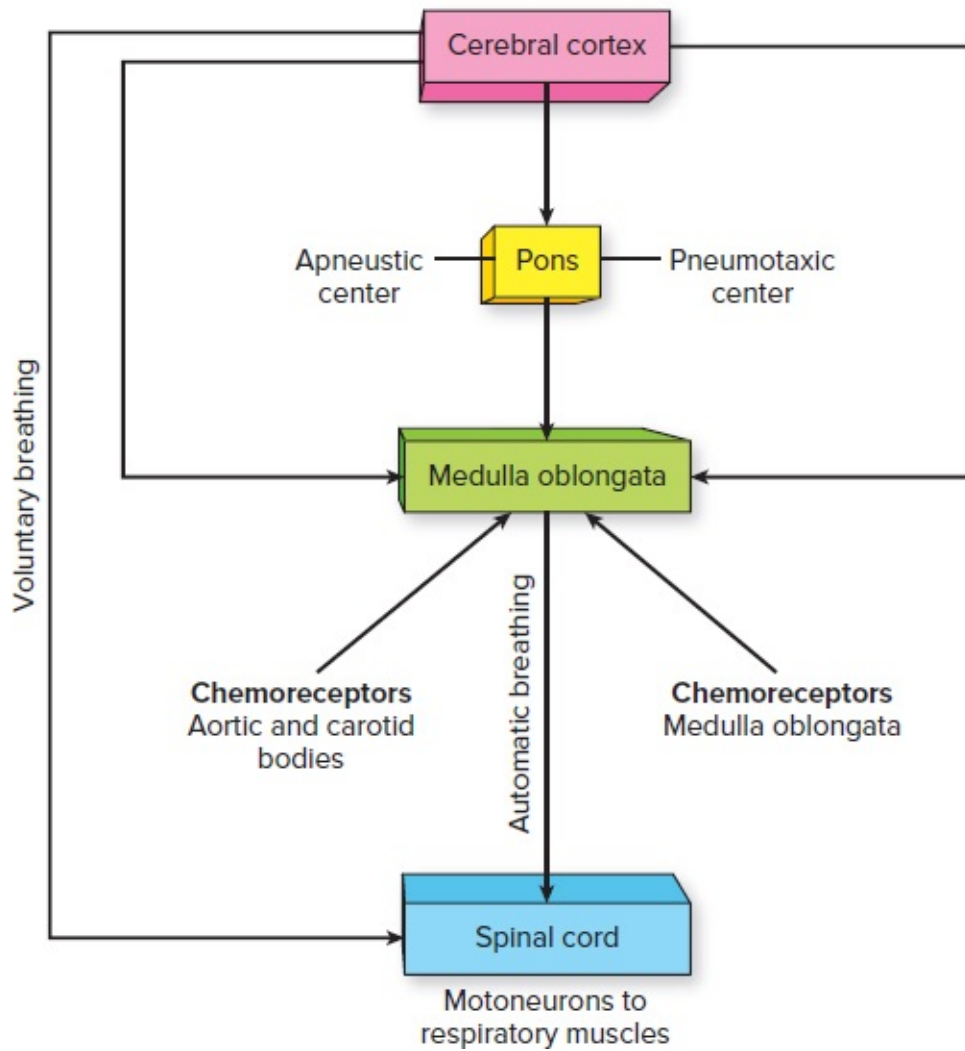 Cerebral cortex
Apneustic
center
Pons
Pneumotaxic
center
Voluntary breathing
Medulla oblongata
Automatic breathing
Chemoreceptors
Aortic and carotid
bodies
Chemoreceptors
Medulla oblongata
Spinal cord
Motoneurons to
respiratory muscles